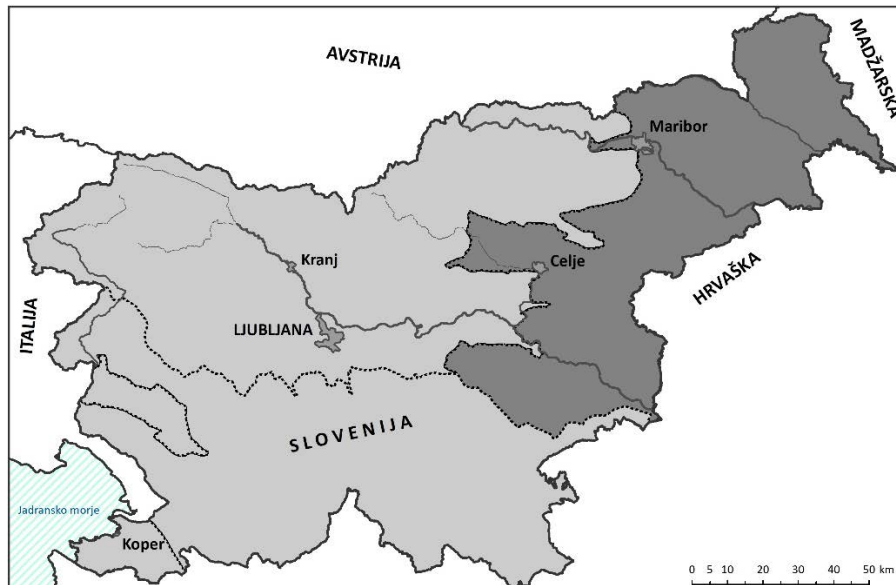 AVSTRIJA
MADŽARSKA
Maribor
Kranj
Celje
HRVAŠKA
ITALIJA
LJUBLJANA
SLOVENIJA
Jadransko morje
Koper
0 5 10 20 30 40 50 km